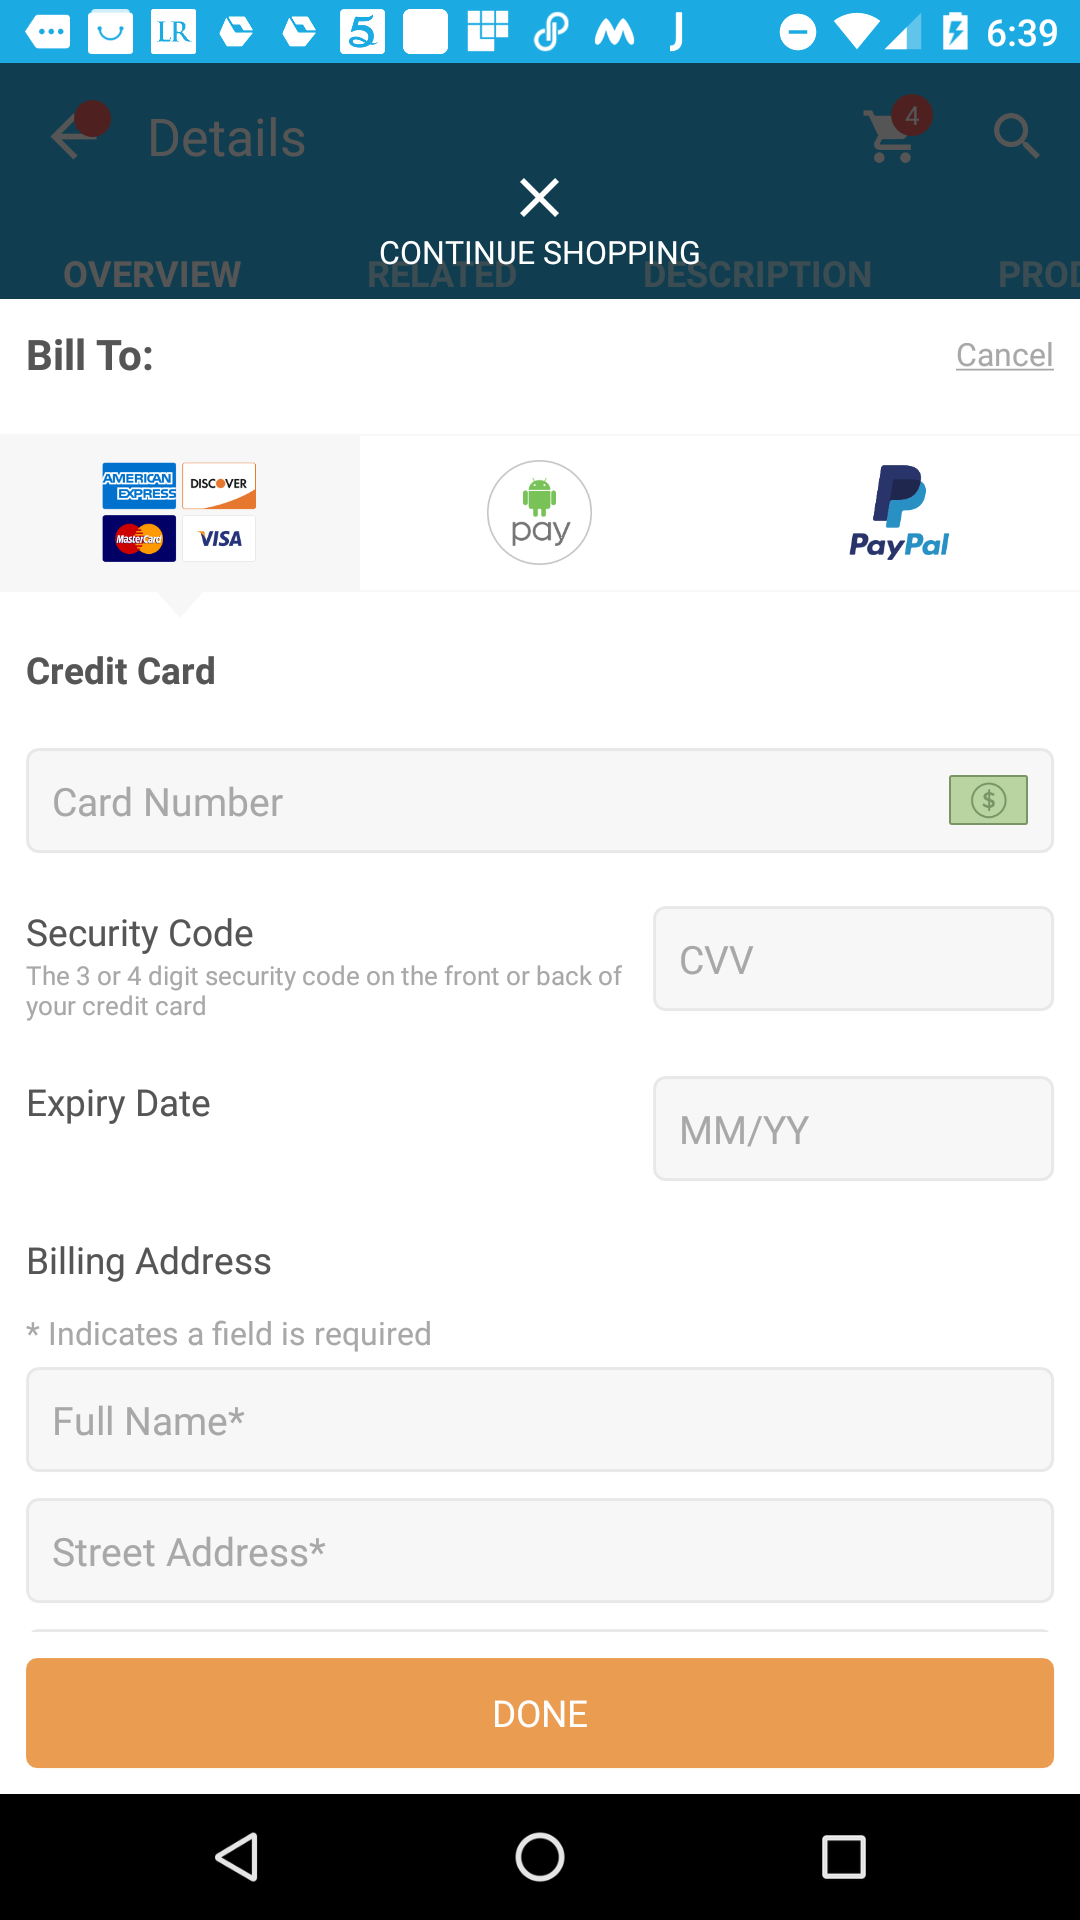 LR 5 J 6:39
Details 4
CONTINUE SHOPPING
OVERVIEW RELATED DESCRIPTION PROD
Bill To: Cancel
AMERICAN EXPRESS DISCOVER
MasterCard VISA
pay
PayPal
Credit Card
Card Number $
Security Code
The 3 or 4 digit security code on the front or back of
your credit card
CVV
Expiry Date
MM/YY
Billing Address
* Indicates a field is required
Full Name*
Street Address*
DONE